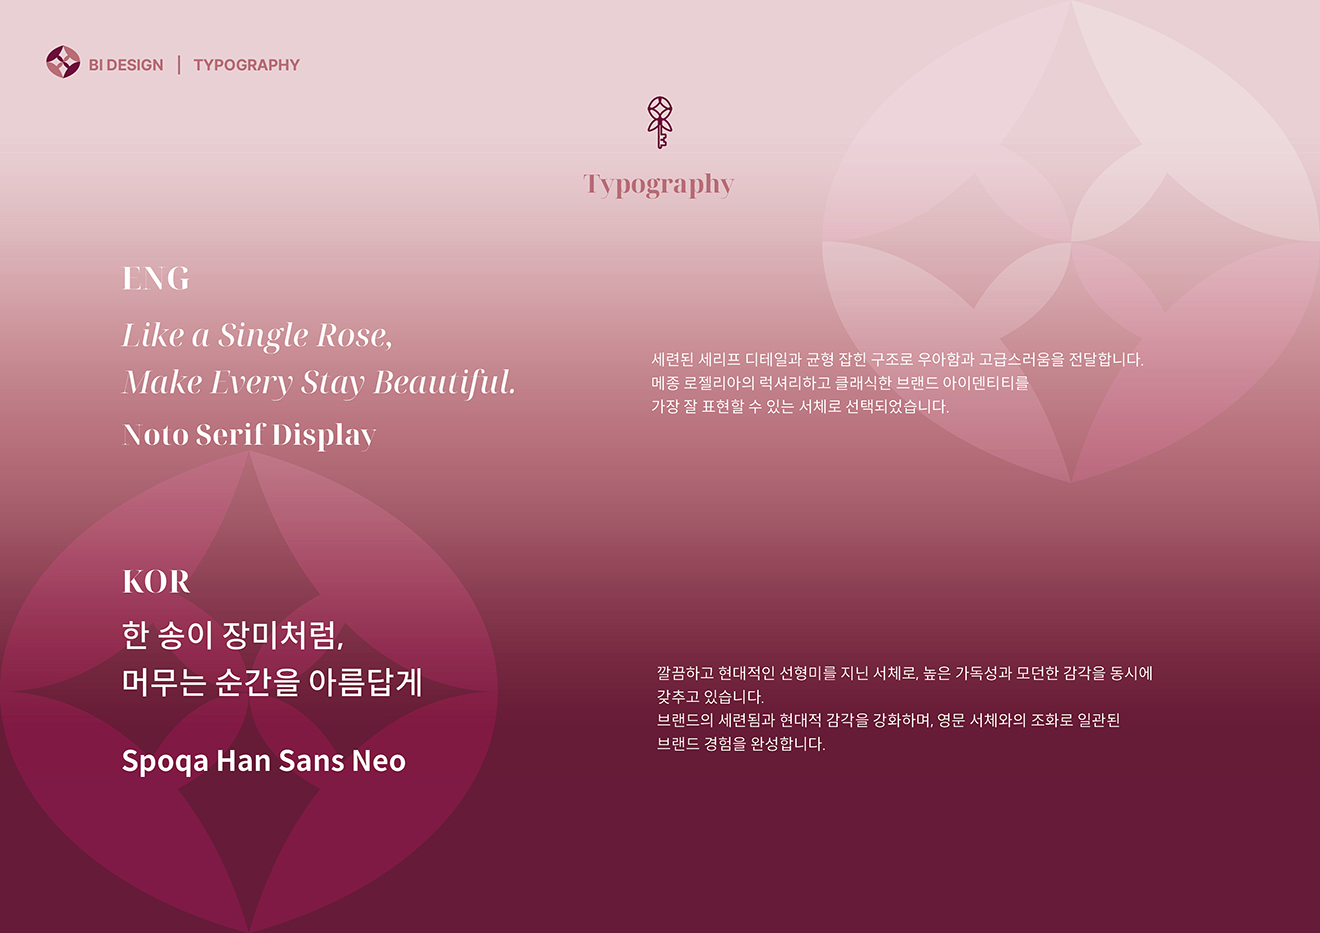 BI DESIGN | TYPOGRAPHY
Typography
ENG
Like a Single Rose,
Make Every Stay Beautiful.
Noto Serif Display
세련된 세리프 디테일과 균형 잡힌 구조로 우아함과 고급스러움을 전달합니다.
메종 로젤리아의 럭셔리하고 클래식한 브랜드 아이덴티티를
가장 잘 표현할 수 있는 서체로 선택되었습니다.
KOR
한 송이 장미처럼,
머무는 순간을 아름답게
Spoqa Han Sans Neo
깔끔하고 현대적인 선형미를 지닌 서체로, 높은 가독성과 모던한 감각을 동시에
갖추고 있습니다.
브랜드의 세련됨과 현대적 감각을 강화하며, 영문 서체와의 조화로 일관된
브랜드 경험을 완성합니다.